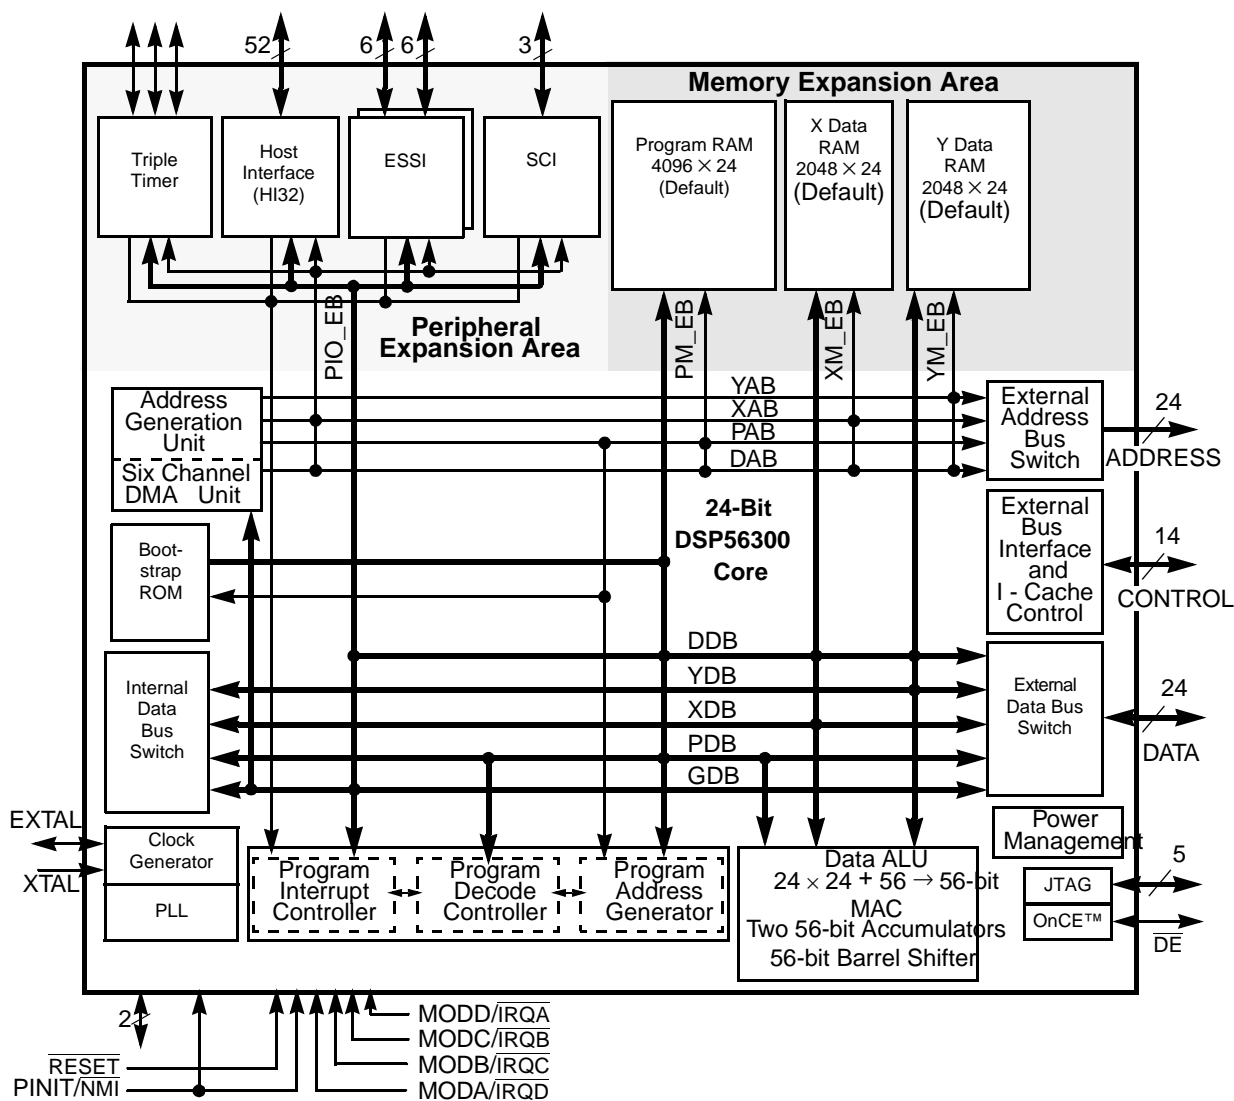 52
6
6
3
Memory Expansion Area
Triple
Timer
Host
Interface
(HI32)
ESSI
SCI
Program RAM
4096 × 24
(Default)
X Data
RAM
2048 × 24
(Default)
Y Data
RAM
2048 × 24
(Default)
PIO_EB
Peripheral
Expansion Area
PM_EB
XM_EB
YM_EB
Address
Generation
Unit
Six Channel
DMA Unit
YAB
XAB
PAB
DAB
External
Address
Bus
Switch
24
ADDRESS
24-Bit
DSP56300
Core
Boot-
strap
ROM
External
Bus
Interface
and
I - Cache
Control
14
CONTROL
Internal
Data
Bus
Switch
DDB
YDB
XDB
PDB
GDB
External
Data Bus
Switch
24
DATA
EXTAL
XTAL
Clock
Generator
PLL
Program
Interrupt
Controller
Program
Decode
Controller
Program
Address
Generator
Data ALU
24 × 24 + 56 → 56-bit
MAC
Two 56-bit Accumulators
56-bit Barrel Shifter
Power
Management
JTAG
OnCE™
5
DE
2
RESET
PINIT/NMI
MODD/IRQA
MODC/IRQB
MODB/IRQC
MODA/IRQD